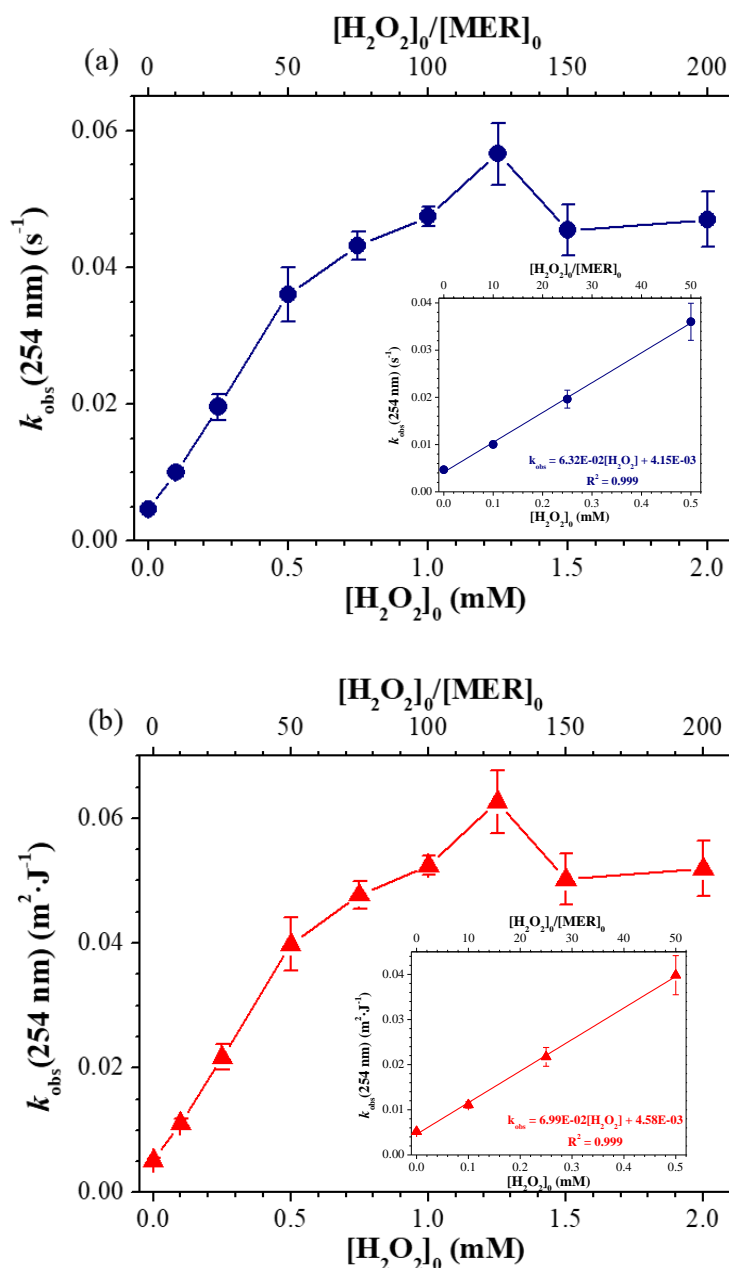 [H₂O₂]₀/[MER]₀
(a)
0 50 100 150 200
0.06
0.04
0.02
0.00
k_obs(254 nm) (s⁻¹)
[H₂O₂]₀/[MER]₀
0 10 20 30 40 50
0.04
0.03
0.02
0.01
0.00
k_obs(254 nm) (s⁻¹)
k_obs = 6.32E-02[H₂O₂] + 4.15E-03
R² = 0.999
0.0 0.1 0.2 0.3 0.4 0.5
[H₂O₂]₀ (mM)
0.0 0.5 1.0 1.5 2.0
[H₂O₂]₀ (mM)
[H₂O₂]₀/[MER]₀
(b)
0 50 100 150 200
0.06
0.04
0.02
0.00
k_obs(254 nm) (m²·J⁻¹)
[H₂O₂]₀/[MER]₀
0 10 20 30 40 50
0.04
0.03
0.02
0.01
0.00
k_obs(254 nm) (m²·J⁻¹)
k_obs = 6.99E-02[H₂O₂] + 4.58E-03
R² = 0.999
0.0 0.1 0.2 0.3 0.4 0.5
[H₂O₂]₀ (mM)
0.0 0.5 1.0 1.5 2.0
[H₂O₂]₀ (mM)